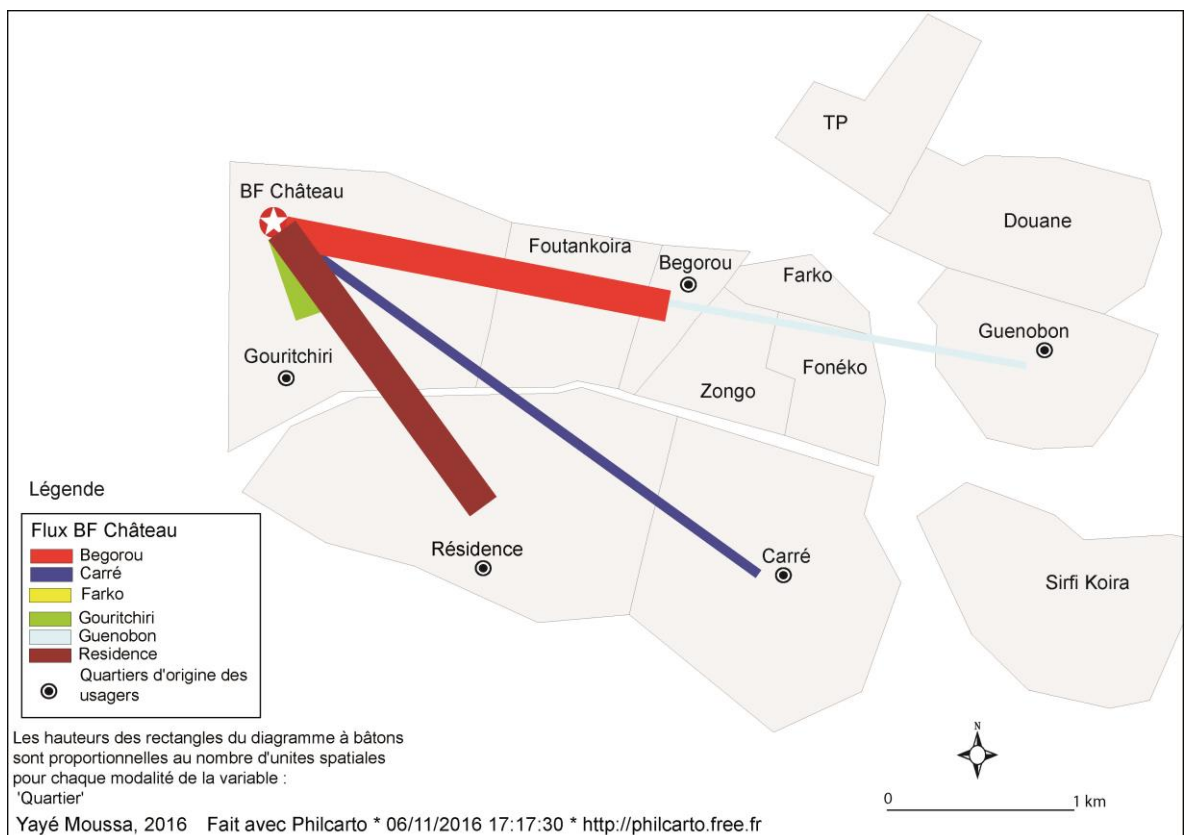 TP
BF Château
Douane
Foutankoira
Begorou
Farko
Guenobon
Gouritchiri
Fonéko
Zongo
Légende
Flux BF Château
Begorou
Carré
Farko
Gouritchiri
Guenobon
Residence
Quartiers d'origine des
usagers
Résidence
Carré
Sirfi Koira
Les hauteurs des rectangles du diagramme à bâtons
sont proportionnelles au nombre d'unites spatiales
pour chaque modalité de la variable :
'Quartier'
N
0 1 km
Yayé Moussa, 2016 Fait avec Philcarto * 06/11/2016 17:17:30 * http://philcarto.free.fr